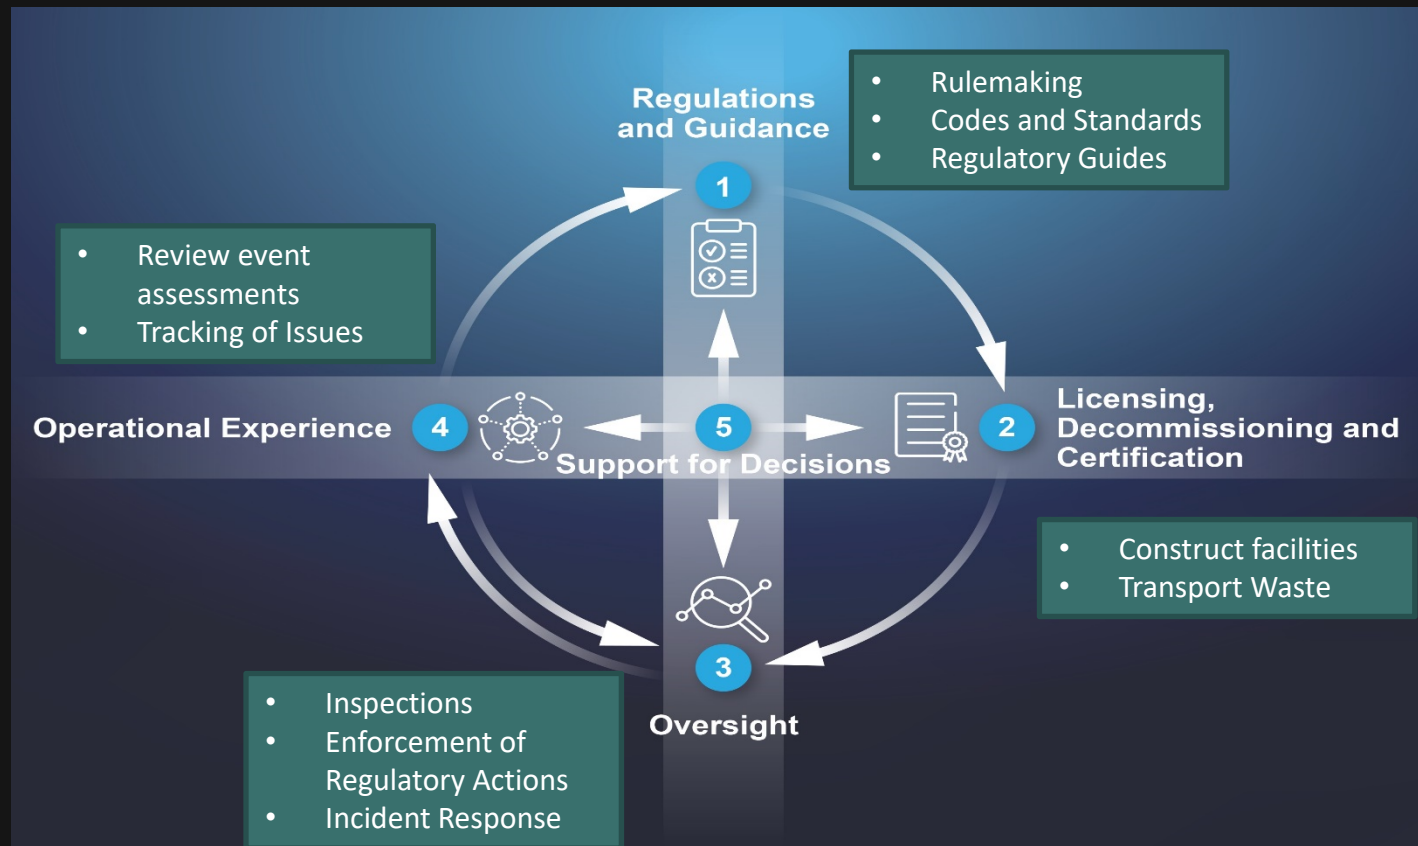 Regulations
and Guidance
1
• Rulemaking
• Codes and Standards
• Regulatory Guides
• Review event
assessments
• Tracking of Issues
Operational Experience
4
5
Support for Decisions
2
Licensing,
Decommissioning and
Certification
• Construct facilities
• Transport Waste
3
Oversight
• Inspections
• Enforcement of
Regulatory Actions
• Incident Response